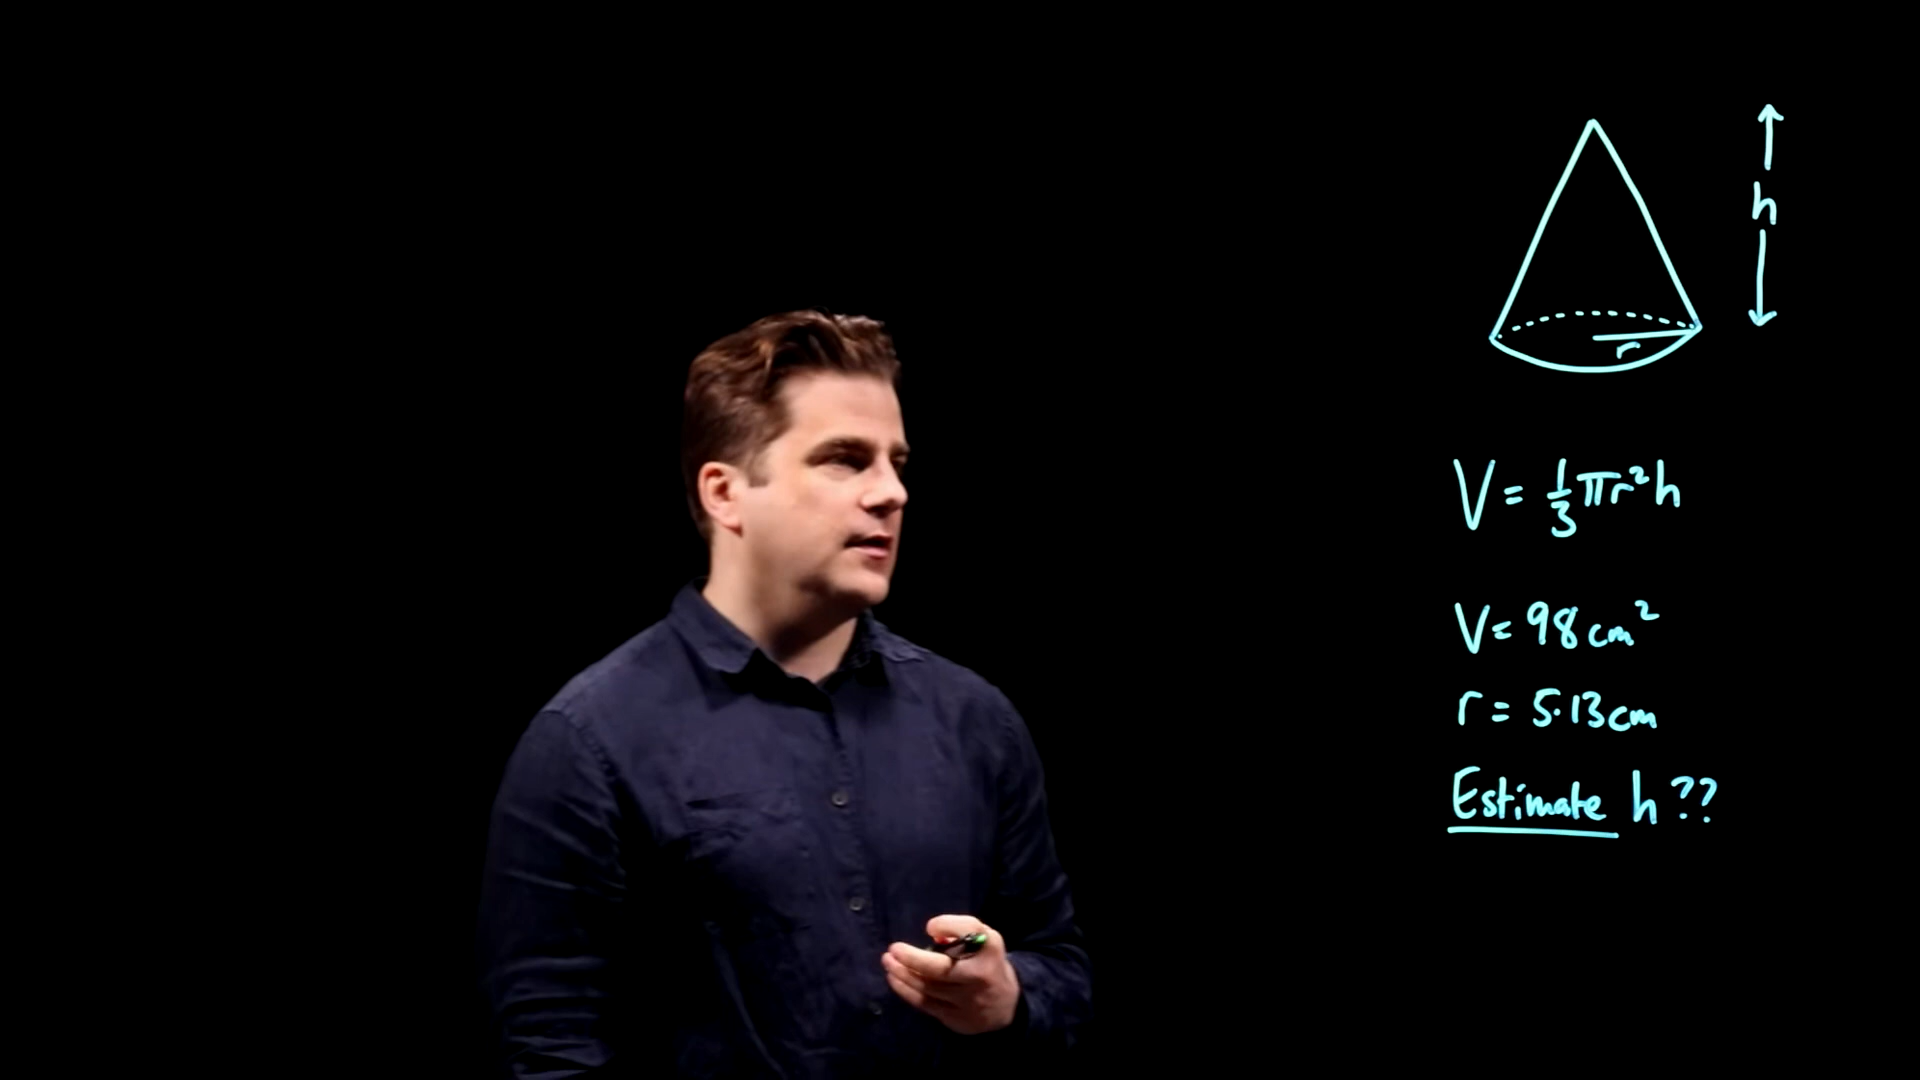 h
r
V = 1/3 πr²h
V = 98 cm²
r = 5·13 cm
Estimate h??